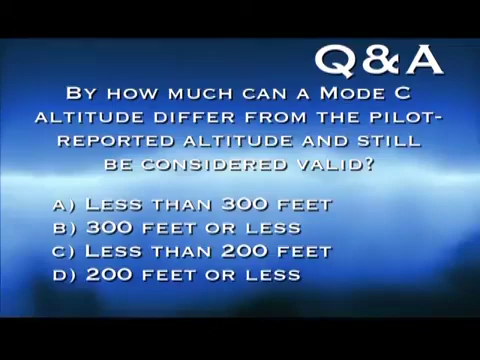 Q&A
By how much can a Mode C
altitude differ from the pilot-
reported altitude and still
be considered valid?
A) Less than 300 feet
B) 300 feet or less
C) Less than 200 feet
D) 200 feet or less